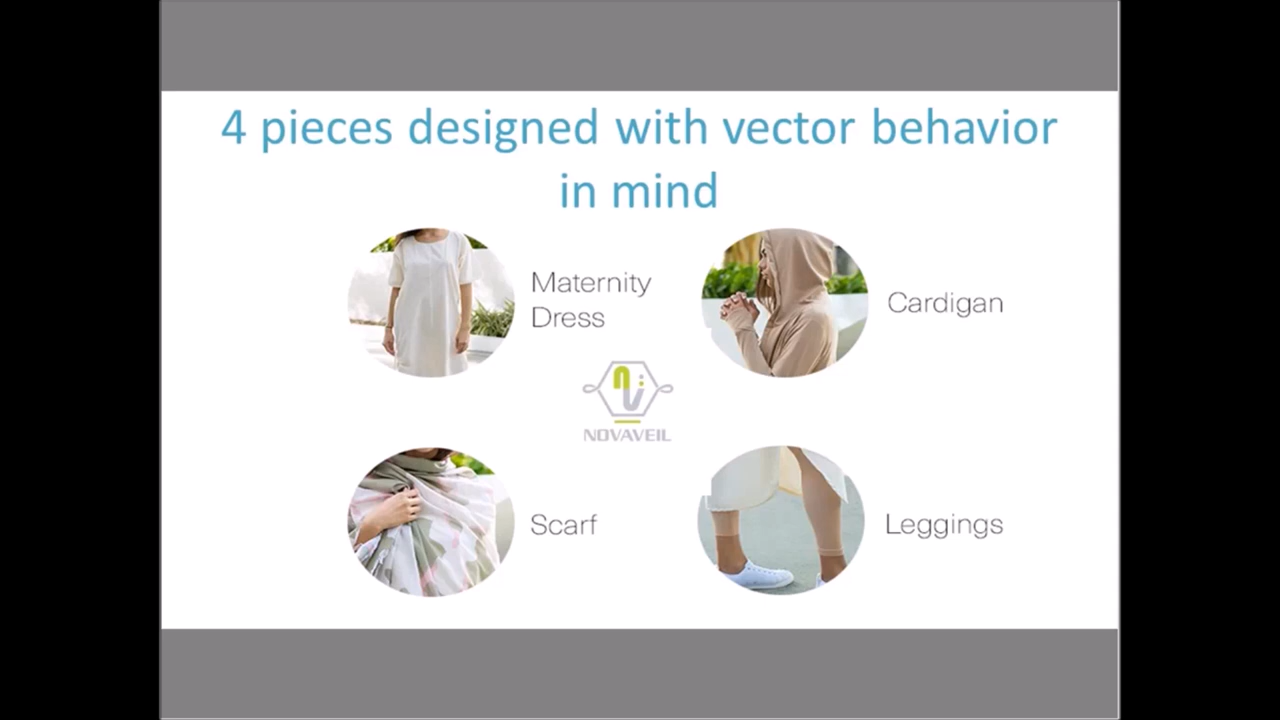 4 pieces designed with vector behavior
in mind
Maternity
Dress
Cardigan
NOVAVEIL
Scarf
Leggings